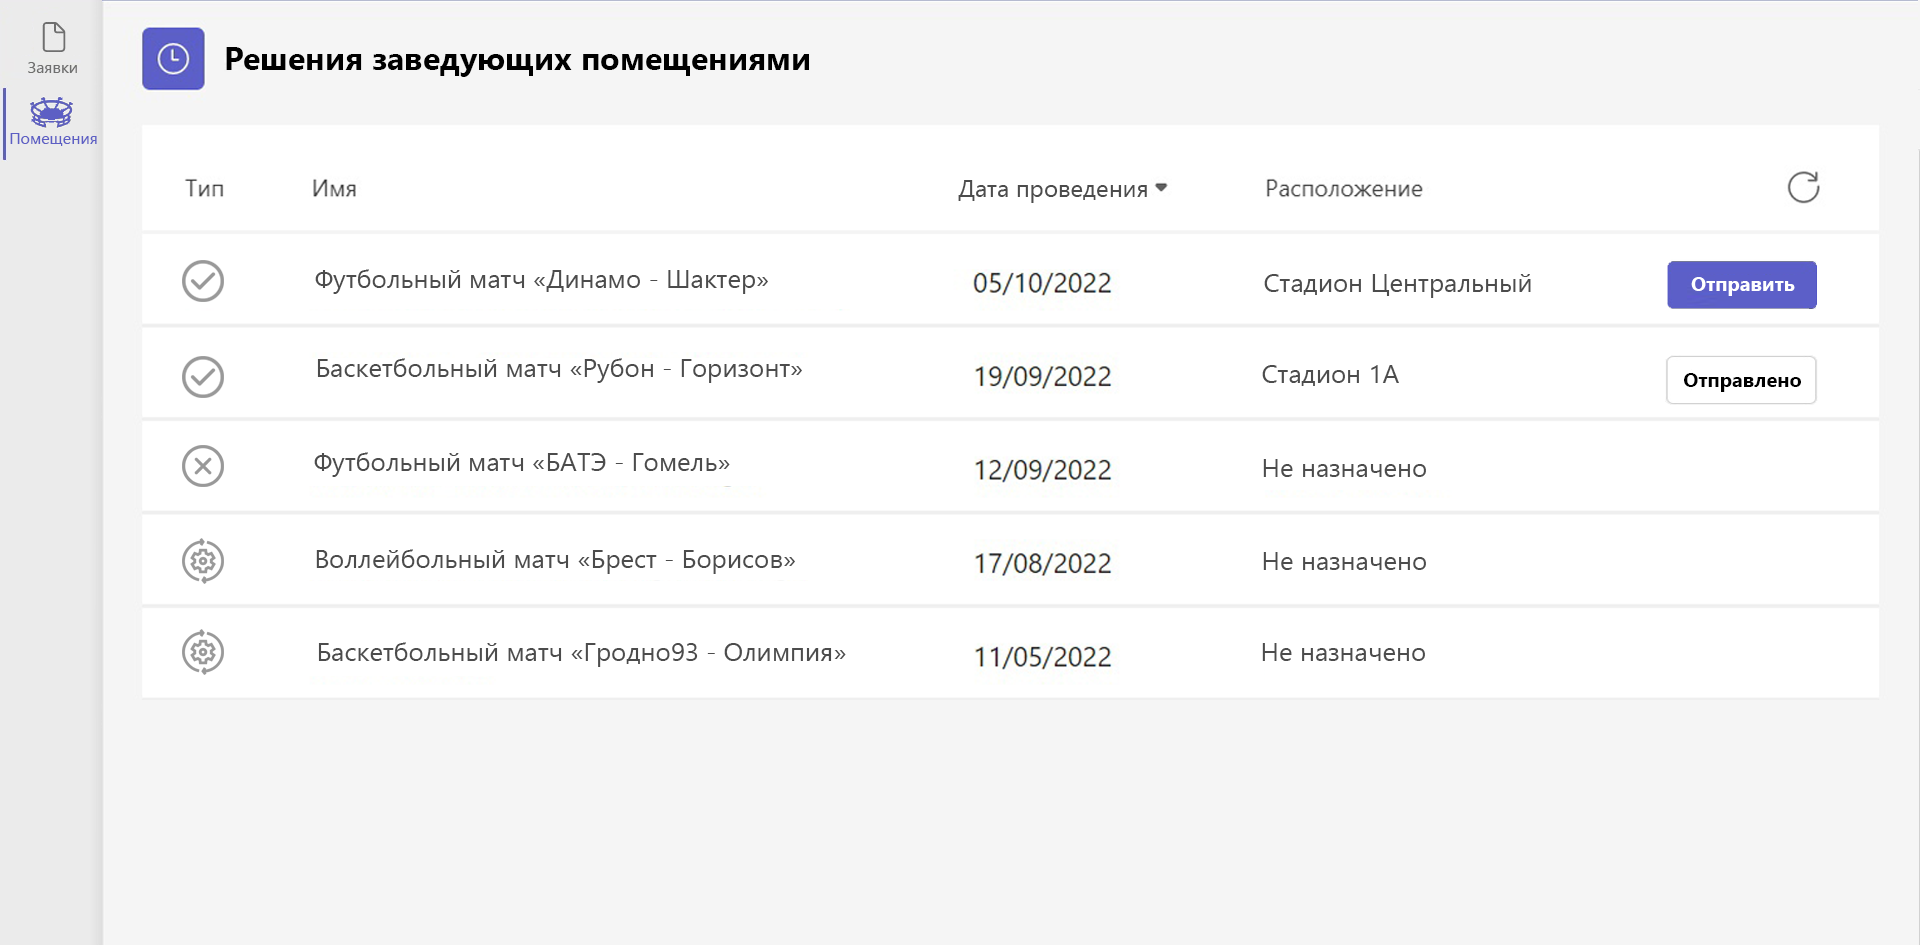 Заявки
Помещения
Решения заведующих помещениями
Тип Имя Дата проведения Расположение
Футбольный матч «Динамо - Шактер» 05/10/2022 Стадион Центральный Отправить
Баскетбольный матч «Рубон - Горизонт» 19/09/2022 Стадион 1А Отправлено
Футбольный матч «БАТЭ - Гомель» 12/09/2022 Не назначено
Воллейбольный матч «Брест - Борисов» 17/08/2022 Не назначено
Баскетбольный матч «Гродно93 - Олимпия» 11/05/2022 Не назначено